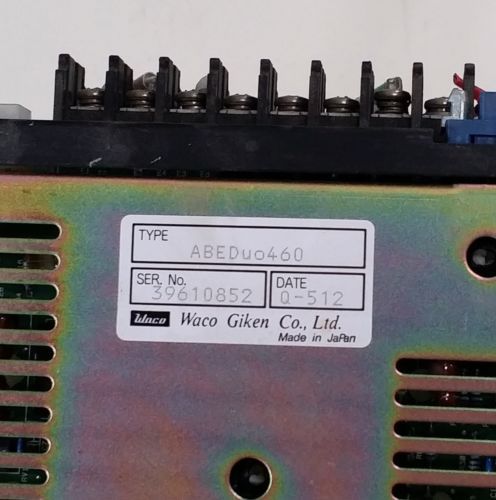 TYPE
ABEDuo460
SER. No.
39610852
DATE
Q-512
Waco Waco Giken Co., Ltd.
Made in JaPan